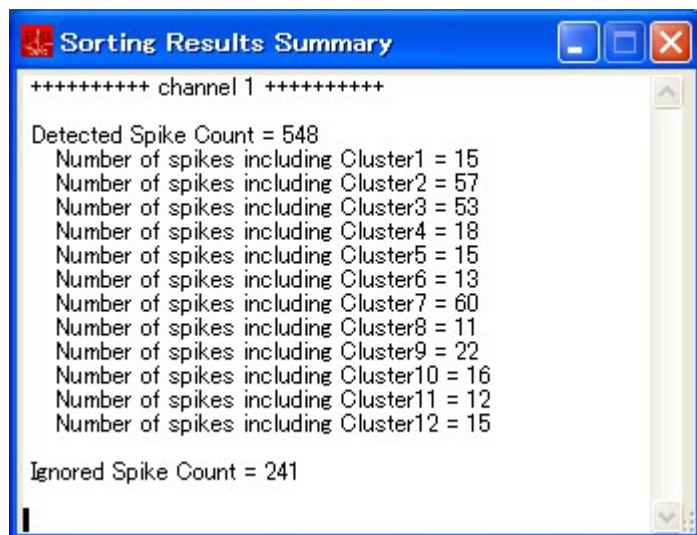 Sorting Results Summary
++++++++++ channel 1 ++++++++++
Detected Spike Count = 548
Number of spikes including Cluster1 = 15
Number of spikes including Cluster2 = 57
Number of spikes including Cluster3 = 53
Number of spikes including Cluster4 = 18
Number of spikes including Cluster5 = 15
Number of spikes including Cluster6 = 13
Number of spikes including Cluster7 = 60
Number of spikes including Cluster8 = 11
Number of spikes including Cluster9 = 22
Number of spikes including Cluster10 = 16
Number of spikes including Cluster11 = 12
Number of spikes including Cluster12 = 15
Ignored Spike Count = 241